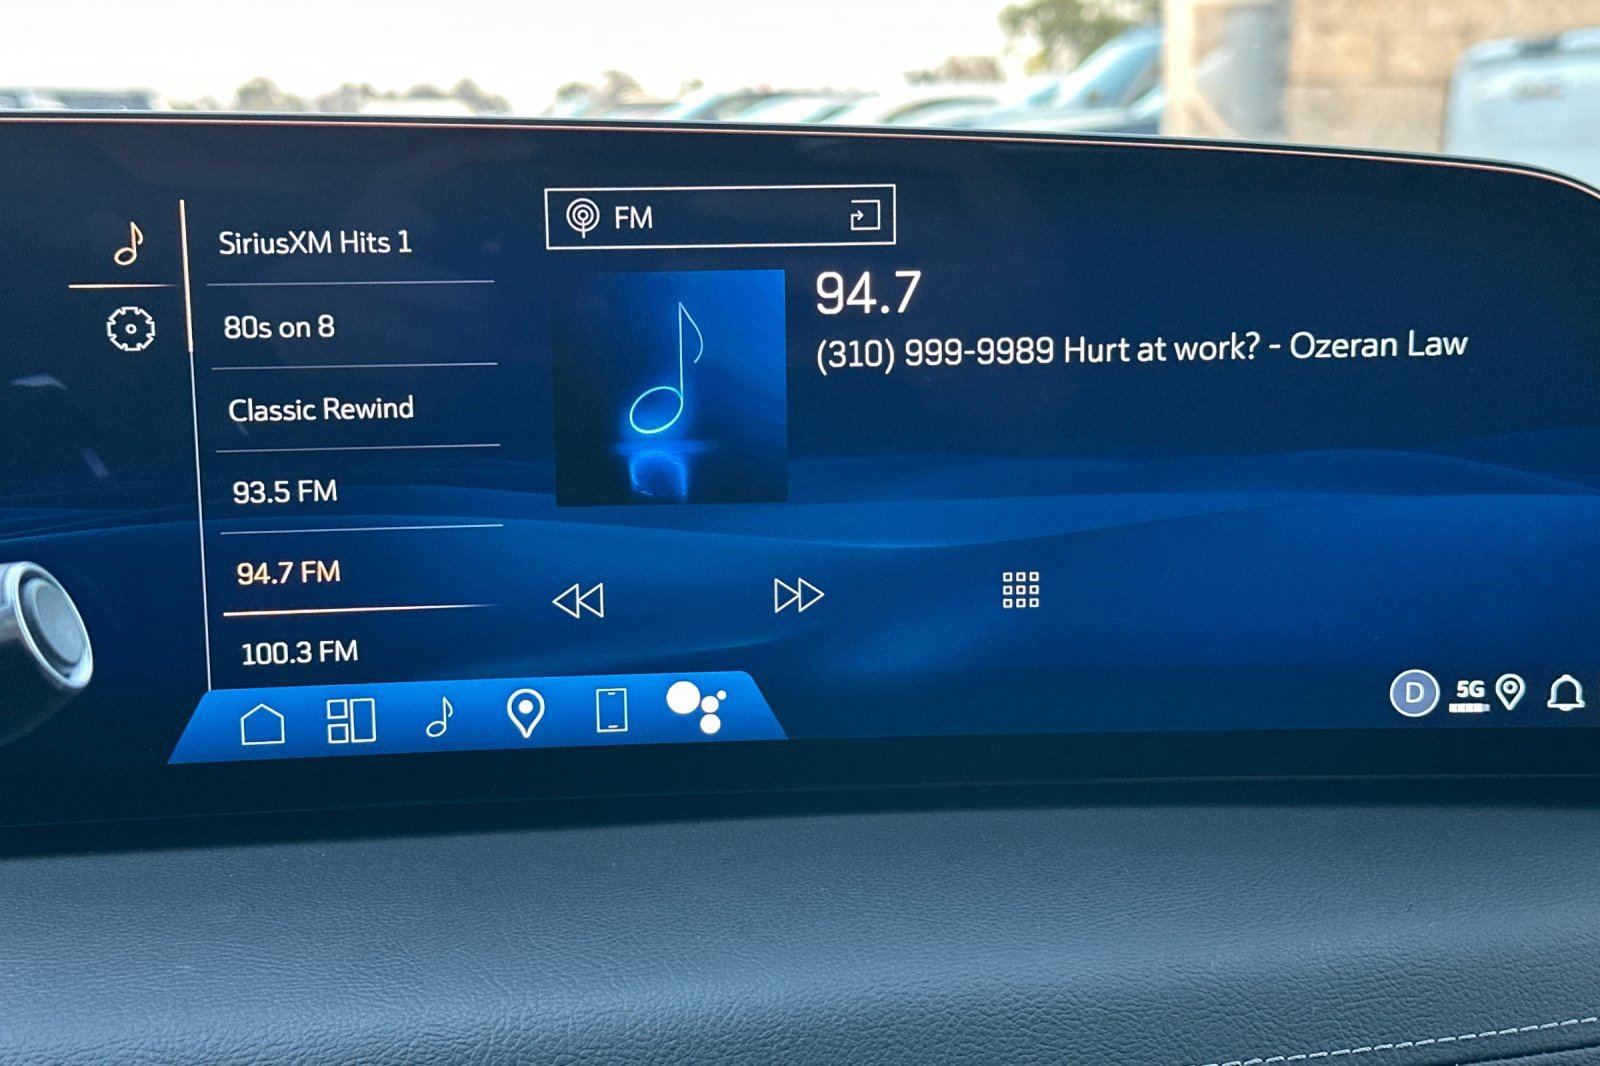 SiriusXM Hits 1
80s on 8
Classic Rewind
93.5 FM
94.7 FM
100.3 FM
FM
94.7
(310) 999-9989 Hurt at work? - Ozeran Law
D
5G